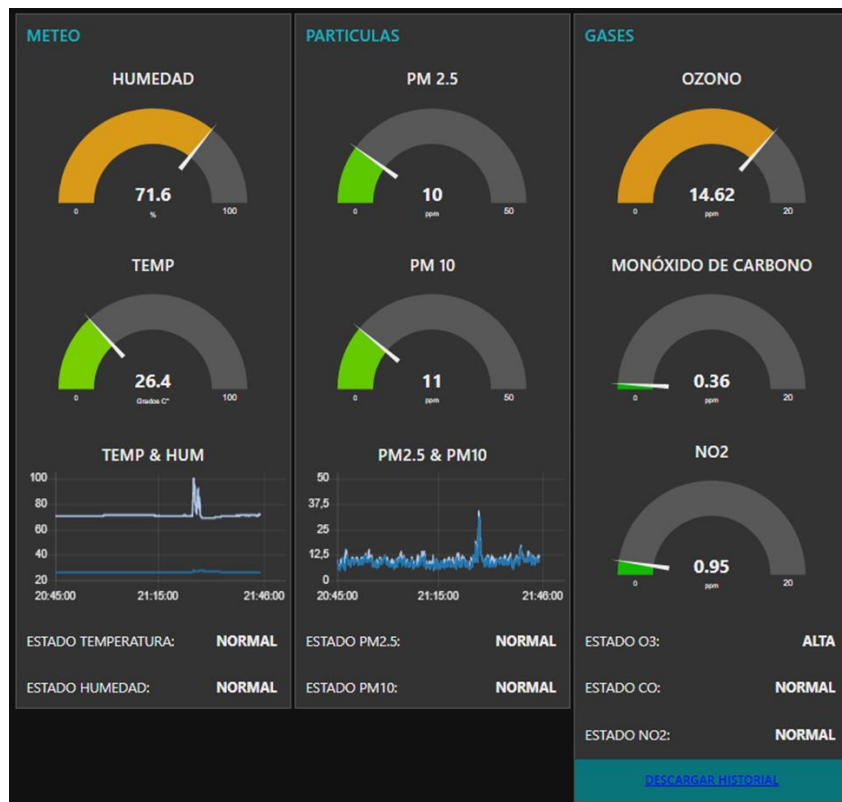 METEO
HUMEDAD
71.6
%
0
100
TEMP
26.4
Grados C°
0
100
TEMP & HUM
100
80
60
40
20
20:45:00
21:15:00
21:46:00
ESTADO TEMPERATURA:
NORMAL
ESTADO HUMEDAD:
NORMAL
PARTICULAS
PM 2.5
10
ppm
0
50
PM 10
11
ppm
0
50
PM2.5 & PM10
50
37,5
25
12,5
0
20:45:00
21:15:00
21:46:00
ESTADO PM2.5:
NORMAL
ESTADO PM10:
NORMAL
GASES
OZONO
14.62
ppm
0
20
MONÓXIDO DE CARBONO
0.36
ppm
0
20
NO2
0.95
ppm
0
20
ESTADO O3:
ALTA
ESTADO CO:
NORMAL
ESTADO NO2:
NORMAL
DESCARGAR HISTORIAL